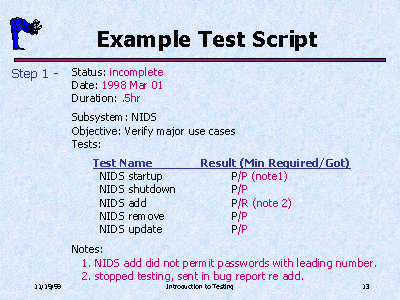 Example Test Script
Step 1 -
Status: incomplete
Date: 1998 Mar 01
Duration: .5hr
Subsystem: NIDS
Objective: Verify major use cases
Tests:
Test Name Result (Min Required/Got)
NIDS startup P/P (note1)
NIDS shutdown P/P
NIDS add P/R (note 2)
NIDS remove P/P
NIDS update P/P
Notes:
1. NIDS add did not permit passwords with leading number.
2. stopped testing, sent in bug report re add.
Introduction to Testing 13